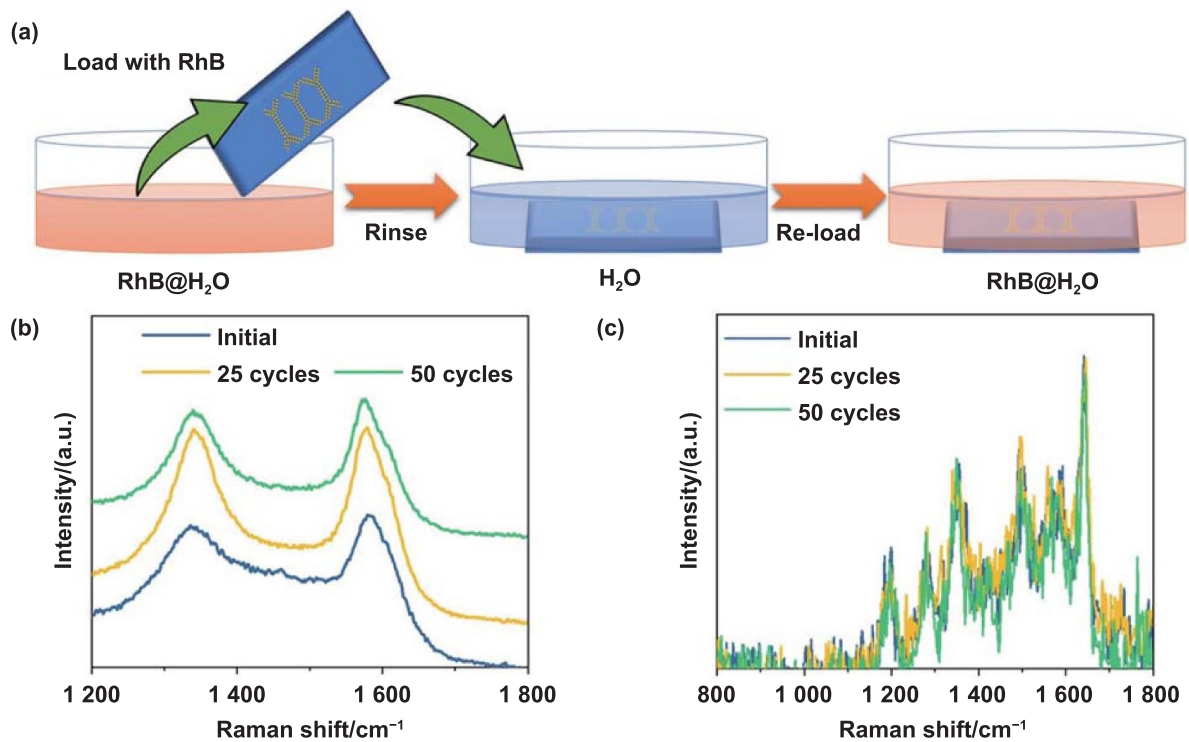 (a)
Load with RhB
Rinse
Re-load
RhB@H₂O
H₂O
RhB@H₂O
(b)
Initial
25 cycles
50 cycles
Intensity/(a.u.)
1 200
1 400
1 600
1 800
Raman shift/cm⁻¹
(c)
Initial
25 cycles
50 cycles
Intensity/(a.u.)
800
1 000
1 200
1 400
1 600
1 800
Raman shift/cm⁻¹